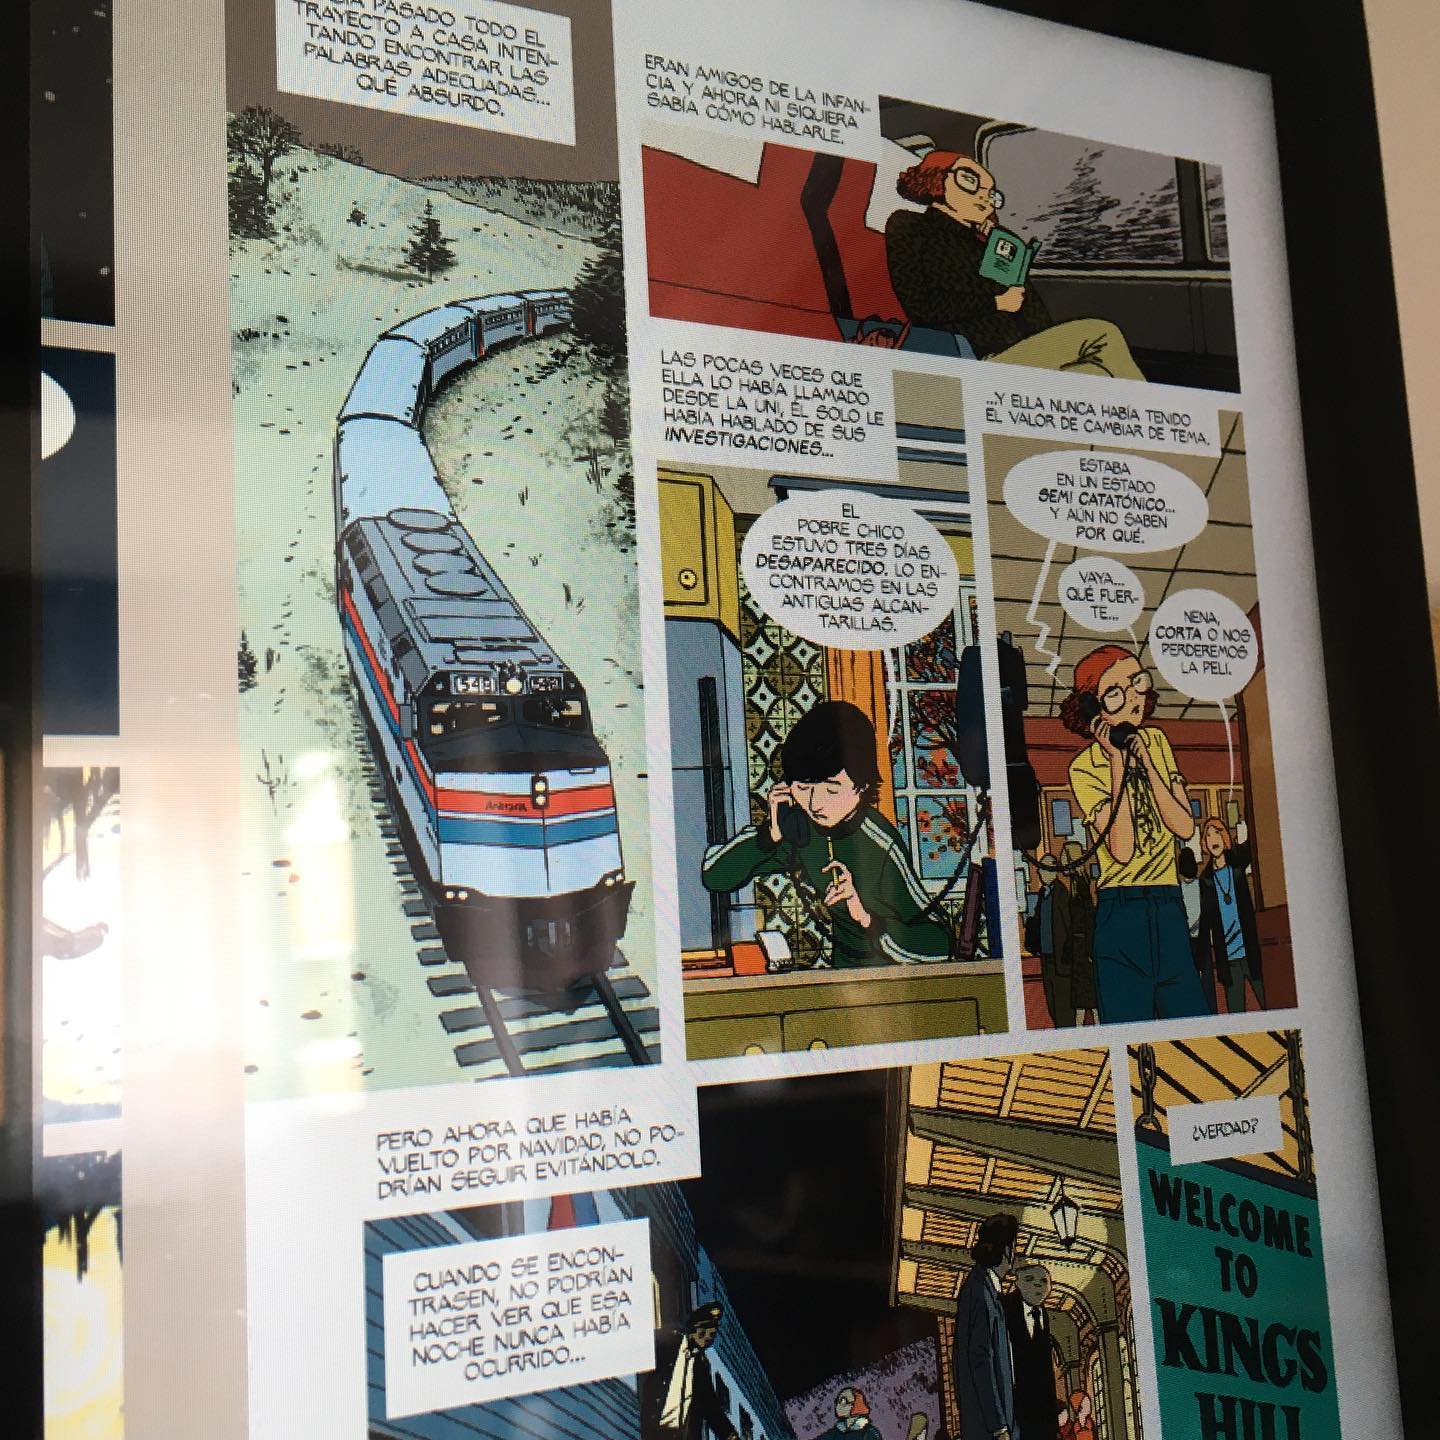 PASADO TODO EL
TRAYECTO A CASA INTEN-
TANDO ENCONTRAR LAS
PALABRAS ADECUADAS...
QUÉ ABSURDO.
ERAN AMIGOS DE LA INFAN-
CIA Y AHORA NI SIQUIERA
SABÍA CÓMO HABLARLE.
LAS POCAS VECES QUE
ELLA LO HABÍA LLAMADO
DESDE LA UNI, ÉL SOLO LE
HABÍA HABLADO DE SUS
INVESTIGACIONES...
EL
POBRE CHICO
ESTUVO TRES DÍAS
DESAPARECIDO. LO EN-
CONTRAMOS EN LAS
ANTIGUAS ALCAN-
TARILLAS.
...Y ELLA NUNCA HABÍA TENIDO
EL VALOR DE CAMBIAR DE TEMA.
ESTABA
EN UN ESTADO
SEMI CATATÓNICO...
Y AÚN NO SABEN
POR QUÉ.
VAYA...
QUÉ FUER-
TE...
NENA,
CORTA O NOS
PERDEREMOS
LA PELI.
PERO AHORA QUE HABÍA
VUELTO POR NAVIDAD, NO PO-
DRÍAN SEGUIR EVITÁNDOLO.
CUANDO SE ENCON-
TRASEN, NO PODRÍAN
HACER VER QUE ESA
NOCHE NUNCA HABÍA
OCURRIDO...
¿VERDAD?
WELCOME
TO
KINGS
HILL